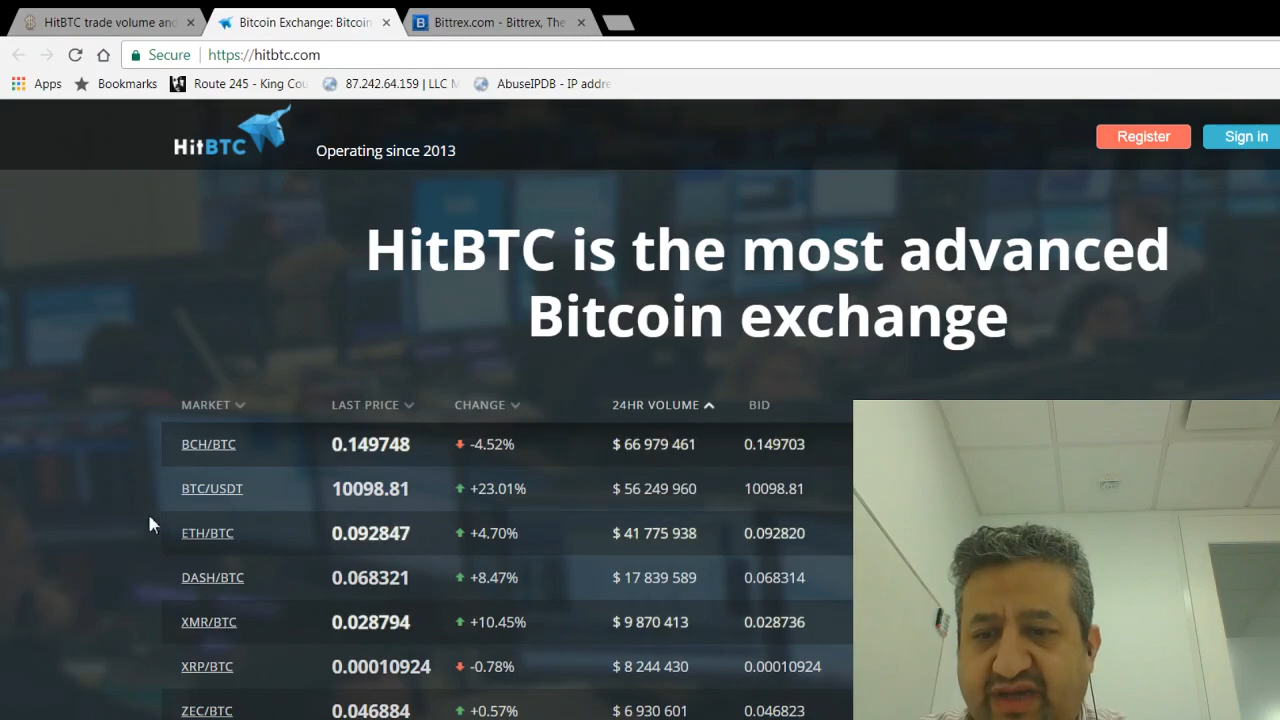 HitBTC trade volume and
Bitcoin Exchange: Bitcoin
Bittrex.com - Bittrex, The
Secure
https://hitbtc.com
Apps
Bookmarks
Route 245 - King Cou
87.242.64.159 | LLC M
AbuseIPDB - IP addre
HitBTC
Operating since 2013
Register
Sign in
HitBTC is the most advanced
Bitcoin exchange
MARKET LAST PRICE CHANGE 24HR VOLUME BID
BCH/BTC 0.149748 -4.52% $ 66 979 461 0.149703
BTC/USDT 10098.81 +23.01% $ 56 249 960 10098.81
ETH/BTC 0.092847 +4.70% $ 41 775 938 0.092820
DASH/BTC 0.068321 +8.47% $ 17 839 589 0.068314
XMR/BTC 0.028794 +10.45% $ 9 870 413 0.028736
XRP/BTC 0.00010924 -0.78% $ 8 244 430 0.00010924
ZEC/BTC 0.046884 +0.57% $ 6 930 601 0.046823